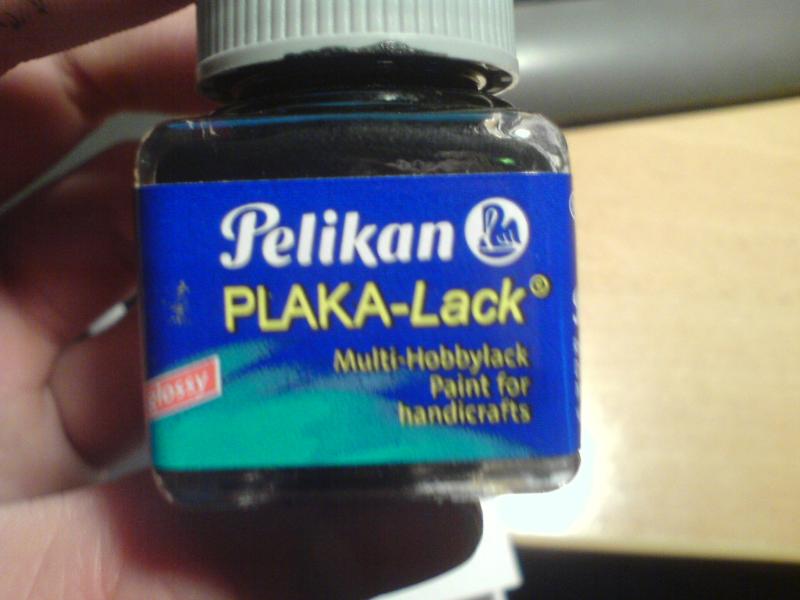 Pelikan
PLAKA-Lack®
Multi-Hobbylack
Paint for
handicrafts
glossy